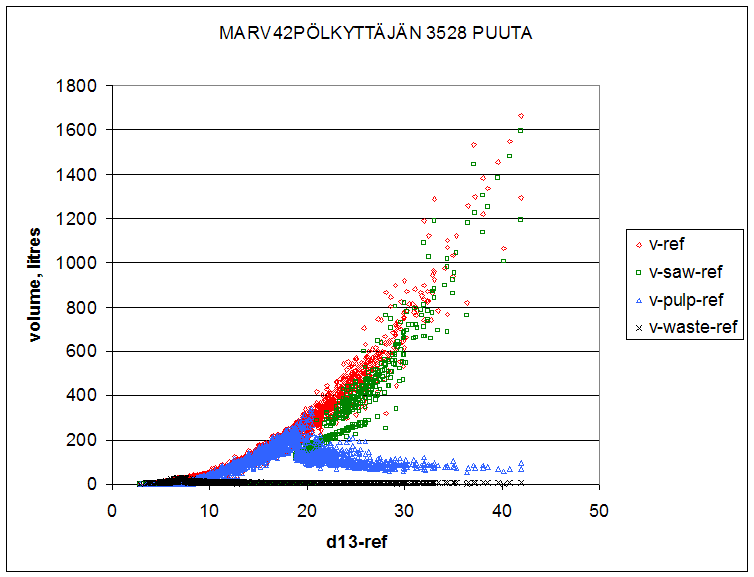 MARV42PÖLKYTTÄJÄN 3528 PUUTA
1800
1600
1400
1200
1000
800
600
400
200
0
volume, litres
0 10 20 30 40 50
d13-ref
v-ref
v-saw-ref
v-pulp-ref
v-waste-ref